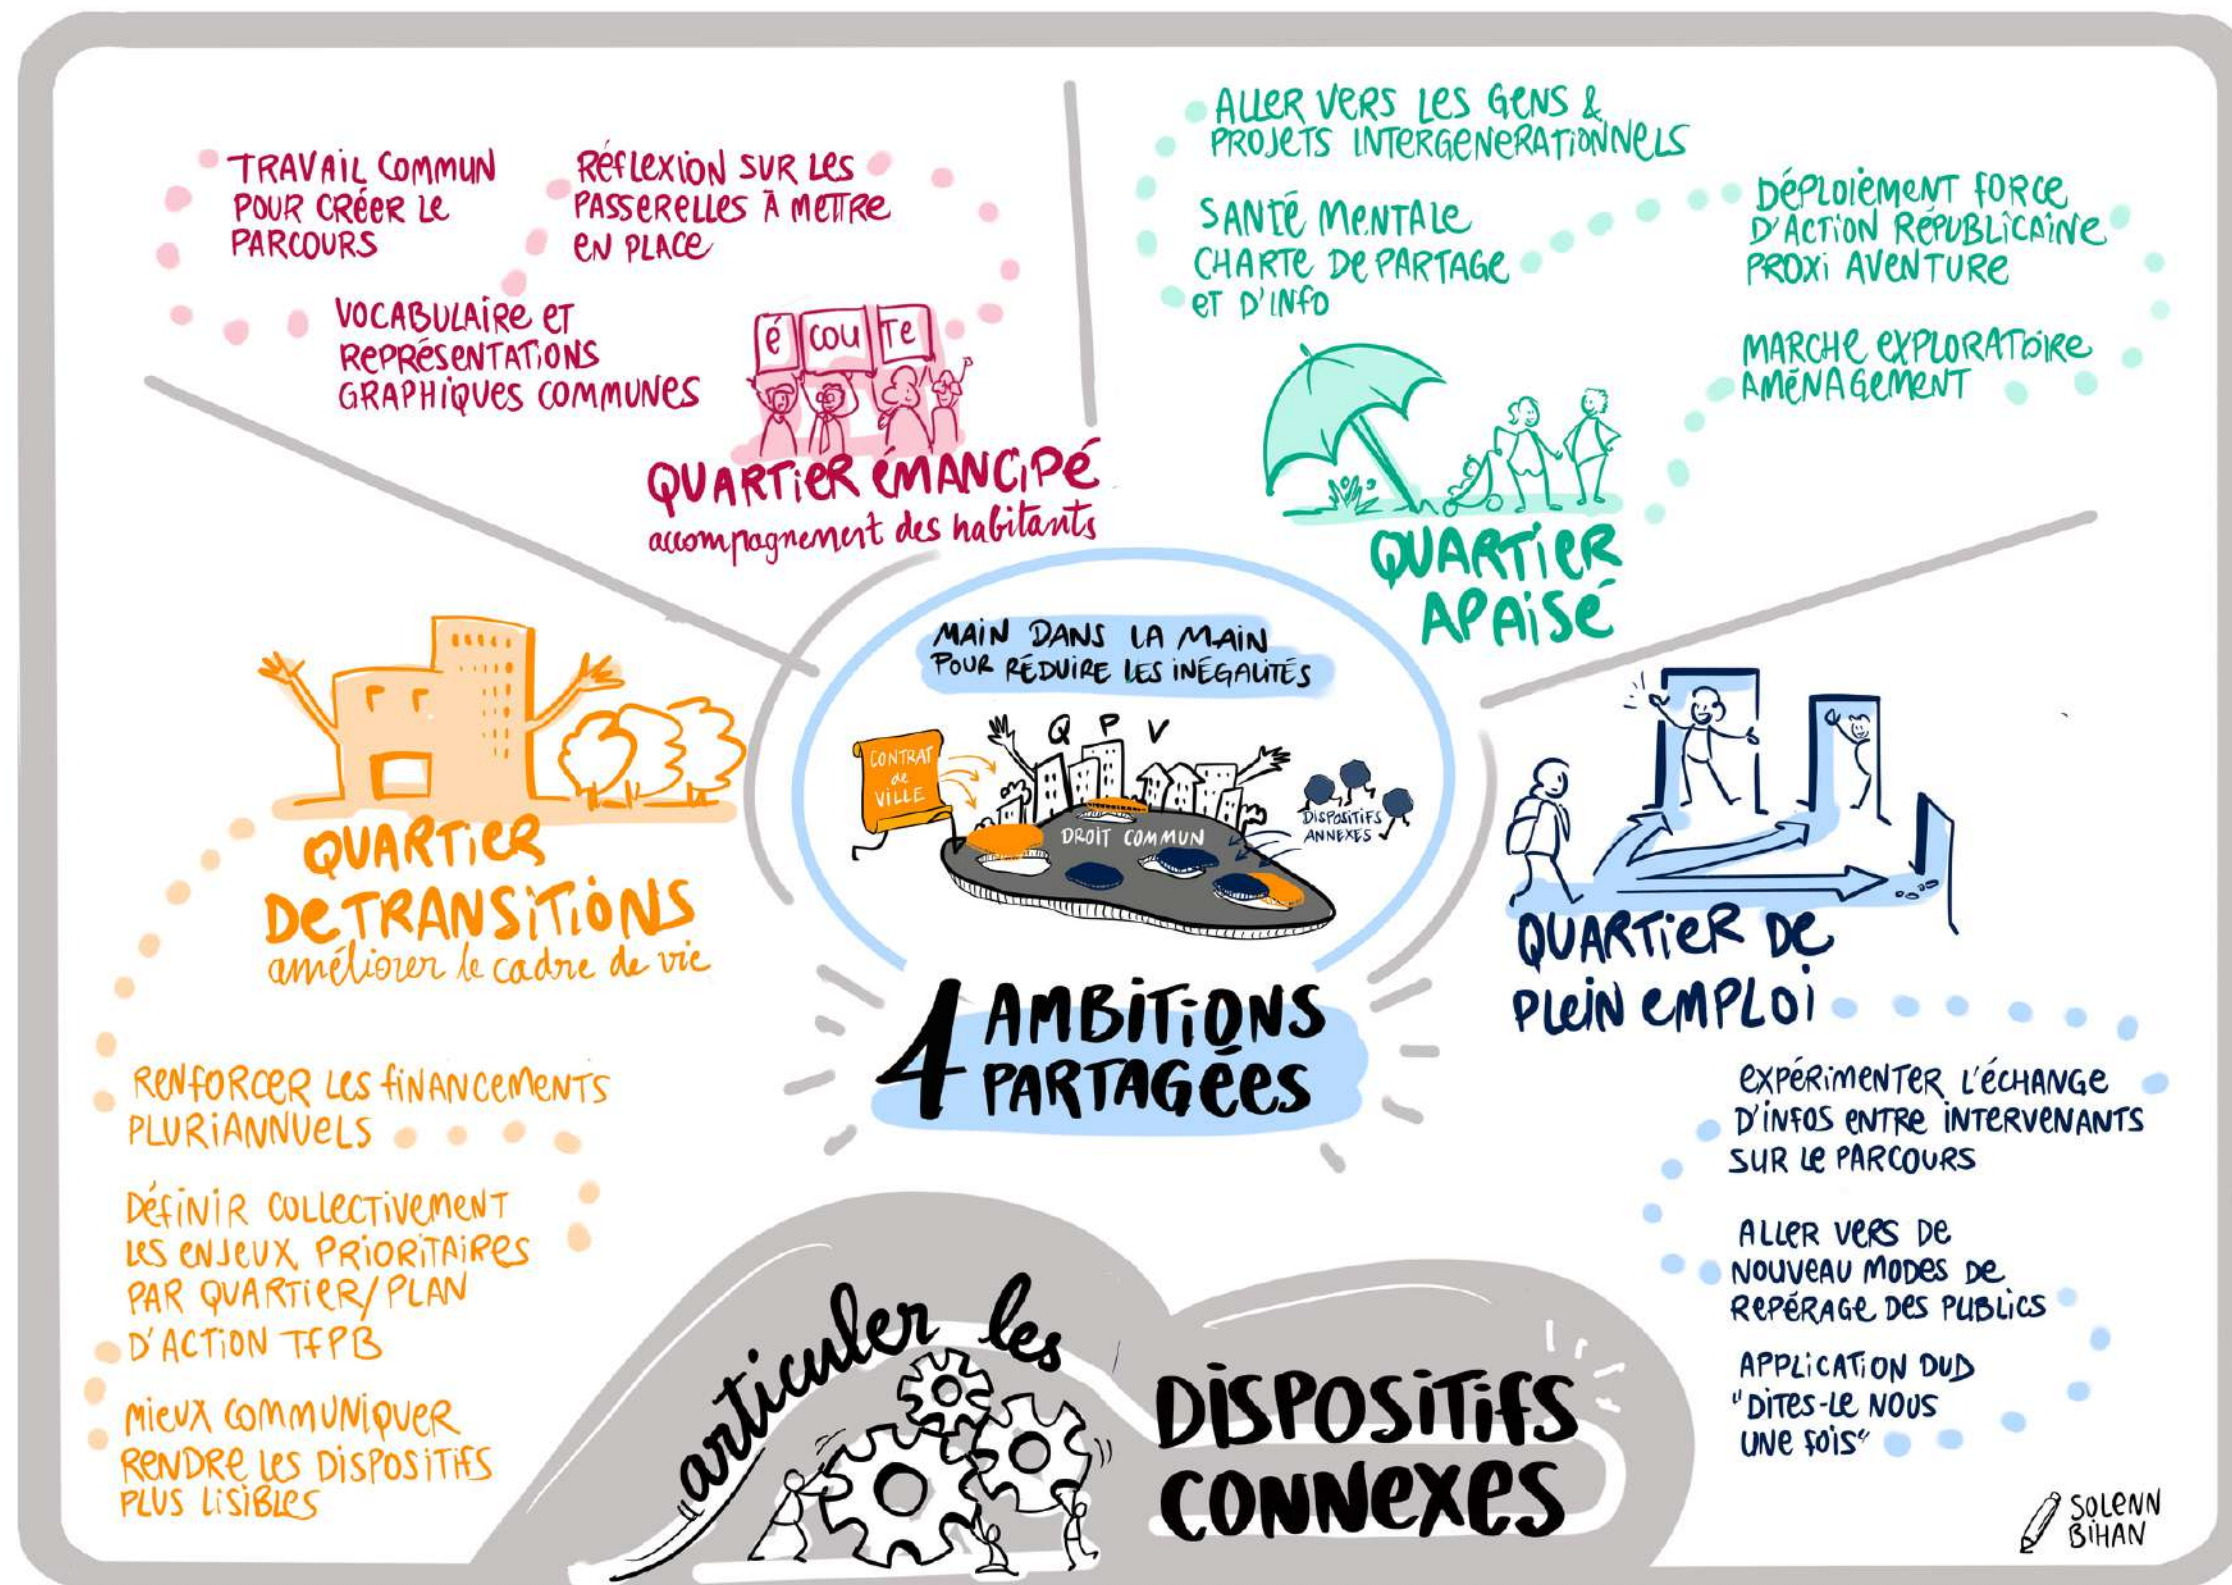 TRAVAIL COMMUN
POUR CRÉER LE
PARCOURS
RÉFLEXION SUR LES
PASSERELLES À METTRE
EN PLACE
VOCABULAIRE ET
REPRÉSENTATIONS
GRAPHIQUES COMMUNES
É COU TE
QUARTIER ÉMANCIPÉ
accompagnement des habitants
ALLER VERS LES GENS &
PROJETS INTERGENERATIONNELS
SANTÉ MENTALE
CHARTE DE PARTAGE
ET D'INFO
DÉPLOIEMENT FORCE
D'ACTION RÉPUBLICAINE
PROXI AVENTURE
MARCHE EXPLORATOIRE
AMÉNAGEMENT
QUARTIER
APAISÉ
MAIN DANS LA MAIN
POUR RÉDUIRE LES INÉGALITÉS
Q P V
CONTRAT
de
VILLE
DROIT COMMUN
DISPOSITIFS
ANNEXES
4 AMBITIONS
PARTAGÉES
QUARTIER
DE TRANSITIONS
améliorer le cadre de vie
RENFORCER LES FINANCEMENTS
PLURIANNUELS
DÉFINIR COLLECTIVEMENT
LES ENJEUX PRIORITAIRES
PAR QUARTIER/PLAN
D'ACTION TFPB
MIEUX COMMUNIQUER
RENDRE LES DISPOSITIFS
PLUS LISIBLES
QUARTIER DE
PLEIN EMPLOI
EXPÉRIMENTER L'ÉCHANGE
D'INFOS ENTRE INTERVENANTS
SUR LE PARCOURS
ALLER VERS DE
NOUVEAU MODES DE
REPÉRAGE DES PUBLICS
APPLICATION DUD
"DITES-LE NOUS
UNE FOIS"
articuler les
DISPOSITIFS
CONNEXES
SOLENN
BIHAN